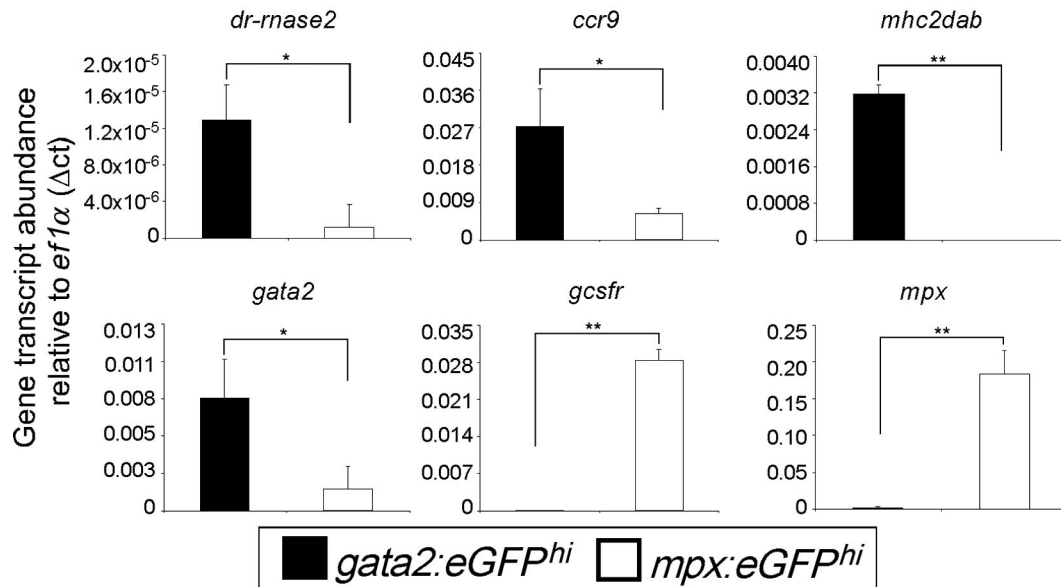 dr-rnase2
ccr9
mhc2dab
2.0x10⁻⁵
1.6x10⁻⁵
1.2x10⁻⁵
8.0x10⁻⁶
4.0x10⁻⁶
0
*
0.045
0.036
0.027
0.018
0.009
0
*
0.0040
0.0032
0.0024
0.0016
0.0008
0
**
Gene transcript abundance
relative to ef1α (Δct)
gata2
gcsfr
mpx
0.013
0.011
0.008
0.005
0.003
0
*
0.035
0.028
0.021
0.014
0.007
0
**
0.25
0.20
0.15
0.10
0.05
0
**
gata2:eGFPʰⁱ mpx:eGFPʰⁱ